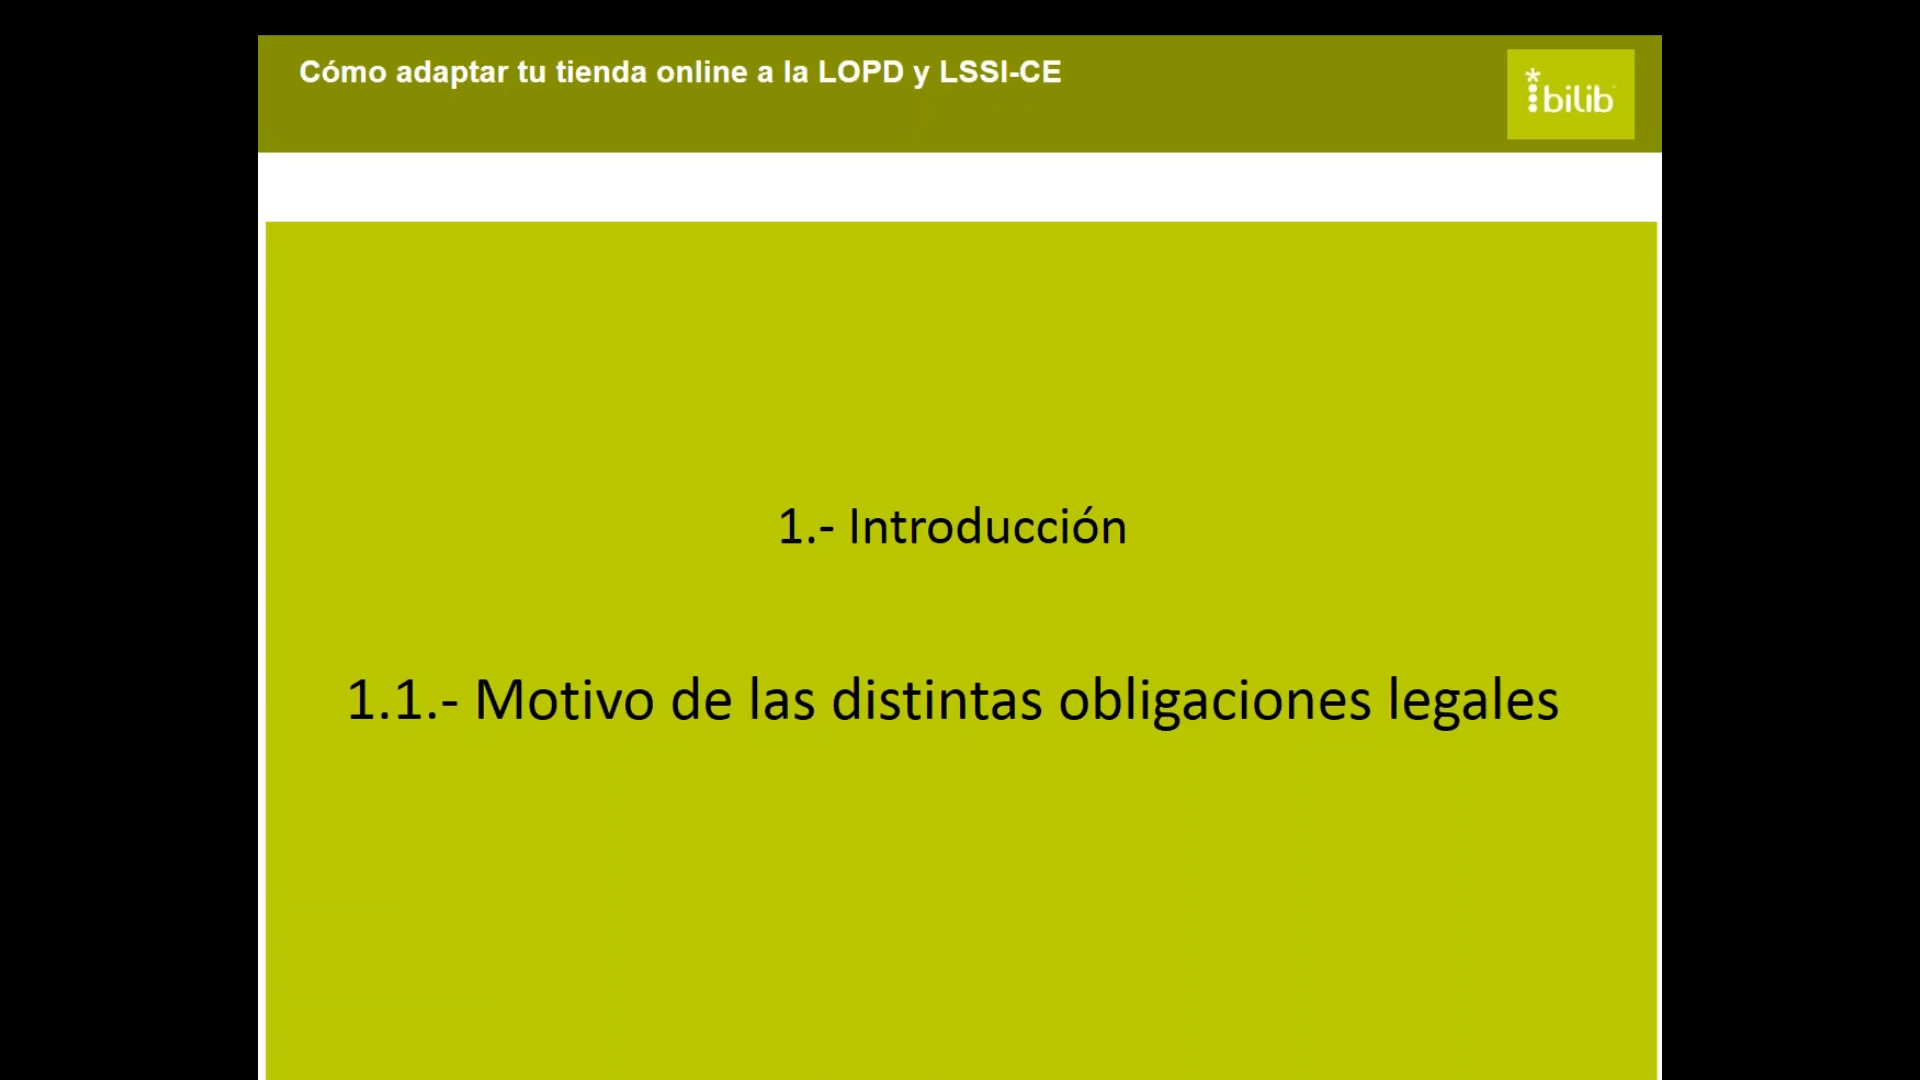 Cómo adaptar tu tienda online a la LOPD y LSSI-CE
bilib
1.- Introducción
1.1.- Motivo de las distintas obligaciones legales